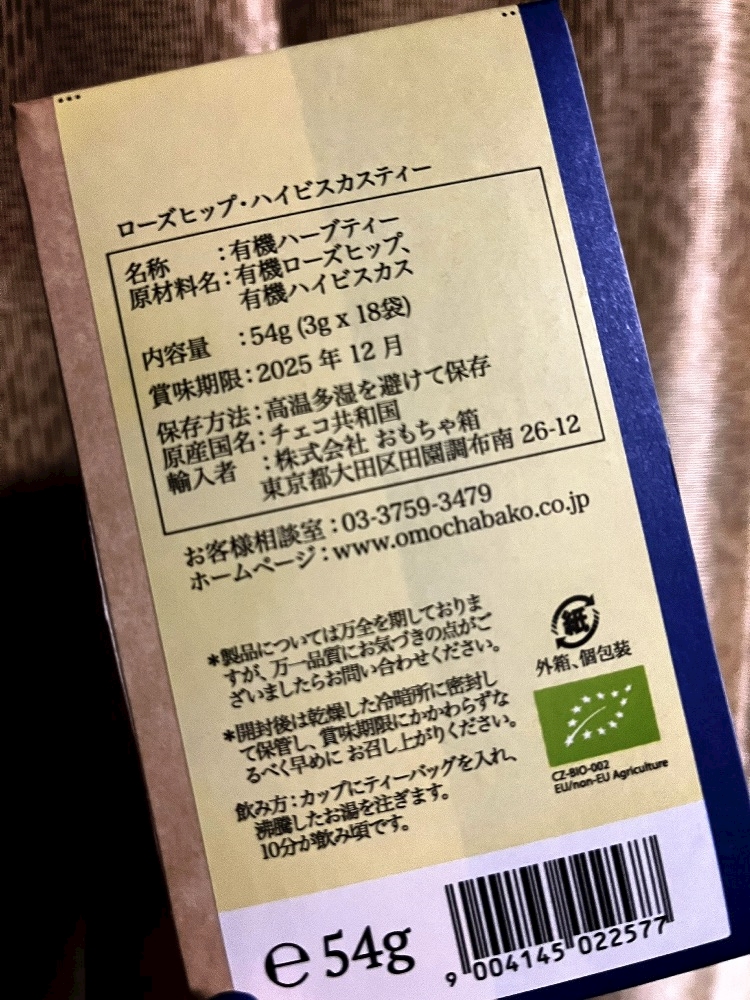 ローズヒップ・ハイビスカスティー
名称　　：有機ハーブティー
原材料名：有機ローズヒップ、
有機ハイビスカス
内容量　：54g (3g x 18袋)
賞味期限：2025 年 12 月
保存方法：高温多湿を避けて保存
原産国名：チェコ共和国
輸入者　：株式会社 おもちゃ箱
東京都大田区田園調布南 26-12
お客様相談室：03-3759-3479
ホームページ：www.omochabako.co.jp
*製品については万全を期しておりま
すが、万一品質にお気づきの点がご
ざいましたらお問い合わせください。
*開封後は乾燥した冷暗所に密封し
て保管し、賞味期限にかかわらずな
るべく早めに お召し上がりください。
飲み方：カップにティーバッグを入れ、
沸騰したお湯を注ぎます。
10分が飲み頃です。
紙
外箱、個包装
CZ-BIO-002
EU/non-EU Agriculture
℮ 54g
9 004145 022577